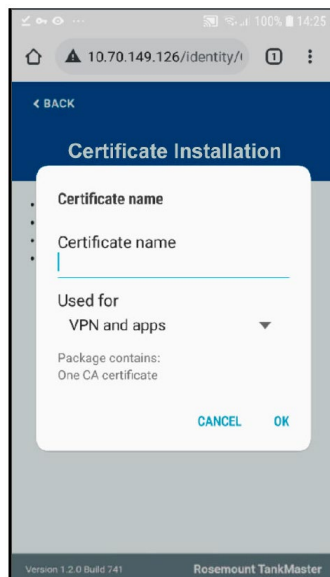 100% 14:25
10.70.149.126/identity/
1
BACK
Certificate Installation
Certificate name
Certificate name
Used for
VPN and apps
Package contains:
One CA certificate
CANCEL OK
Version 1.2.0 Build 741 Rosemount TankMaster